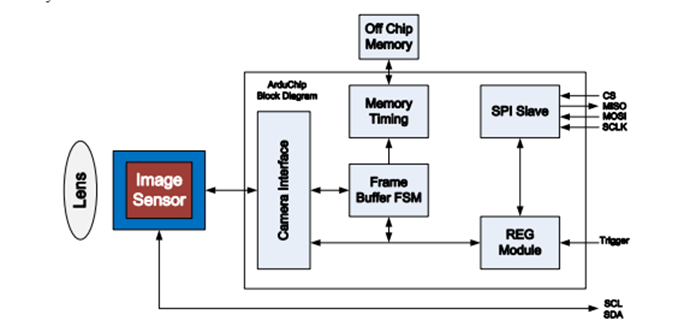 Off Chip
Memory
ArduChip
Block Diagram
Memory
Timing
SPI Slave
CS
MISO
MOSI
SCLK
Lens
Image
Sensor
Camera Interface
Frame
Buffer FSM
REG
Module
Trigger
SCL
SDA